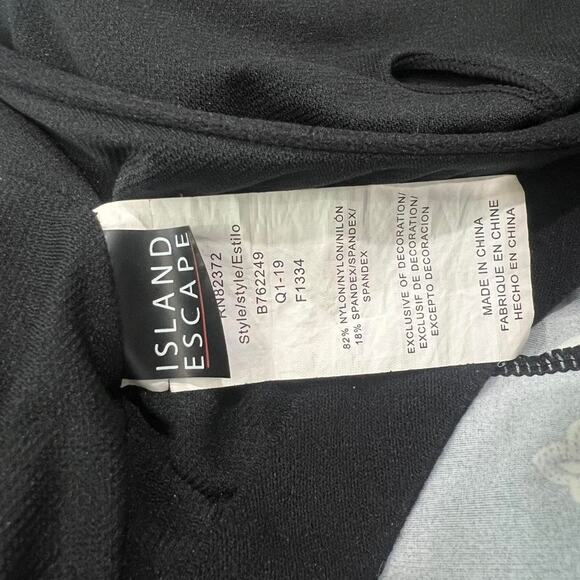 ISLAND
ESCAPE
RN82372
Style/style/Estilo
B762249
Q1-19
F1334
82% NYLON/NYLON/NILÓN
18% SPANDEX/SPANDEX/
SPANDEX
EXCLUSIVE OF DECORATION/
EXCLUSIF DE DECORATION/
EXCEPTO DECORACION
MADE IN CHINA
FABRIQUE EN CHINE
HECHO EN CHINA